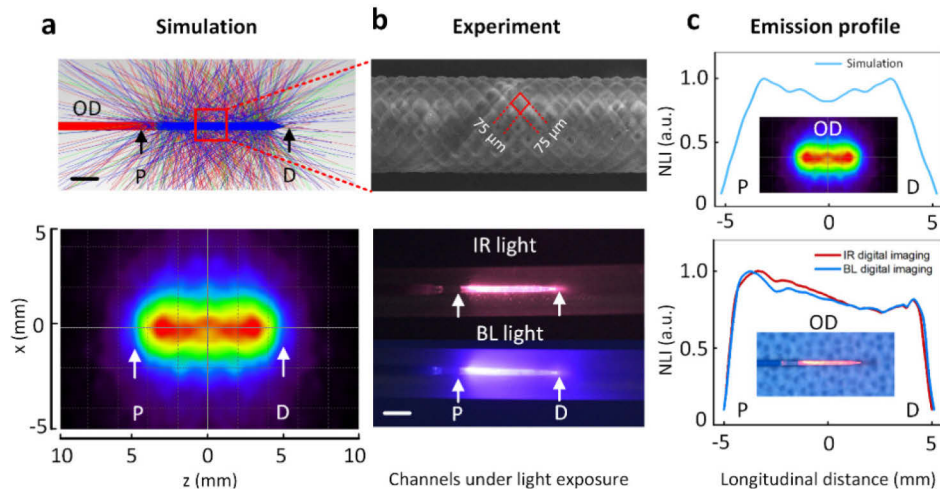 a Simulation
OD
P
D
5
0
-5
x (mm)
P
D
10 5 0 5 10
z (mm)
b Experiment
75 µm
75 µm
IR light
BL light
P
D
Channels under light exposure
c Emission profile
Simulation
1.0
0.5
0
NLI (a.u.)
OD
P
D
-5 0 5
IR digital imaging
BL digital imaging
1.0
0.5
0
NLI (a.u.)
OD
P
D
-5 0 5
Longitudinal distance (mm)